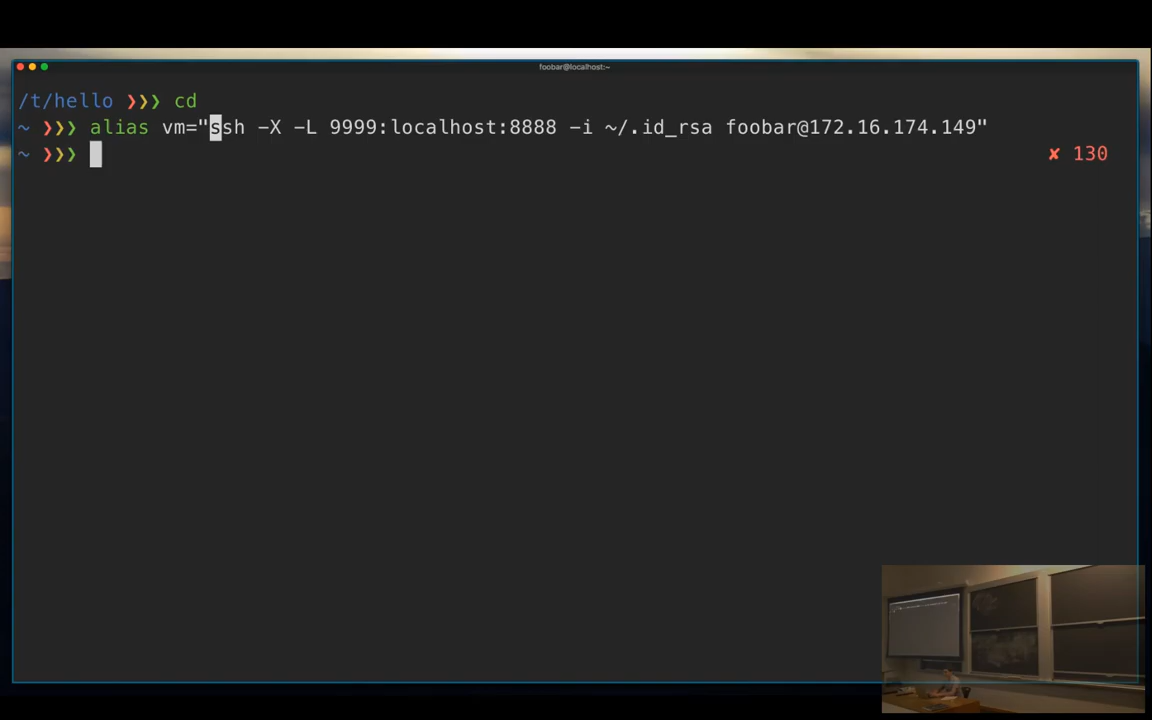 foobar@localhost:~
/t/hello ❯❯❯ cd
~ ❯❯❯ alias vm="ssh -X -L 9999:localhost:8888 -i ~/.id_rsa foobar@172.16.174.149"
~ ❯❯❯ ✘ 130